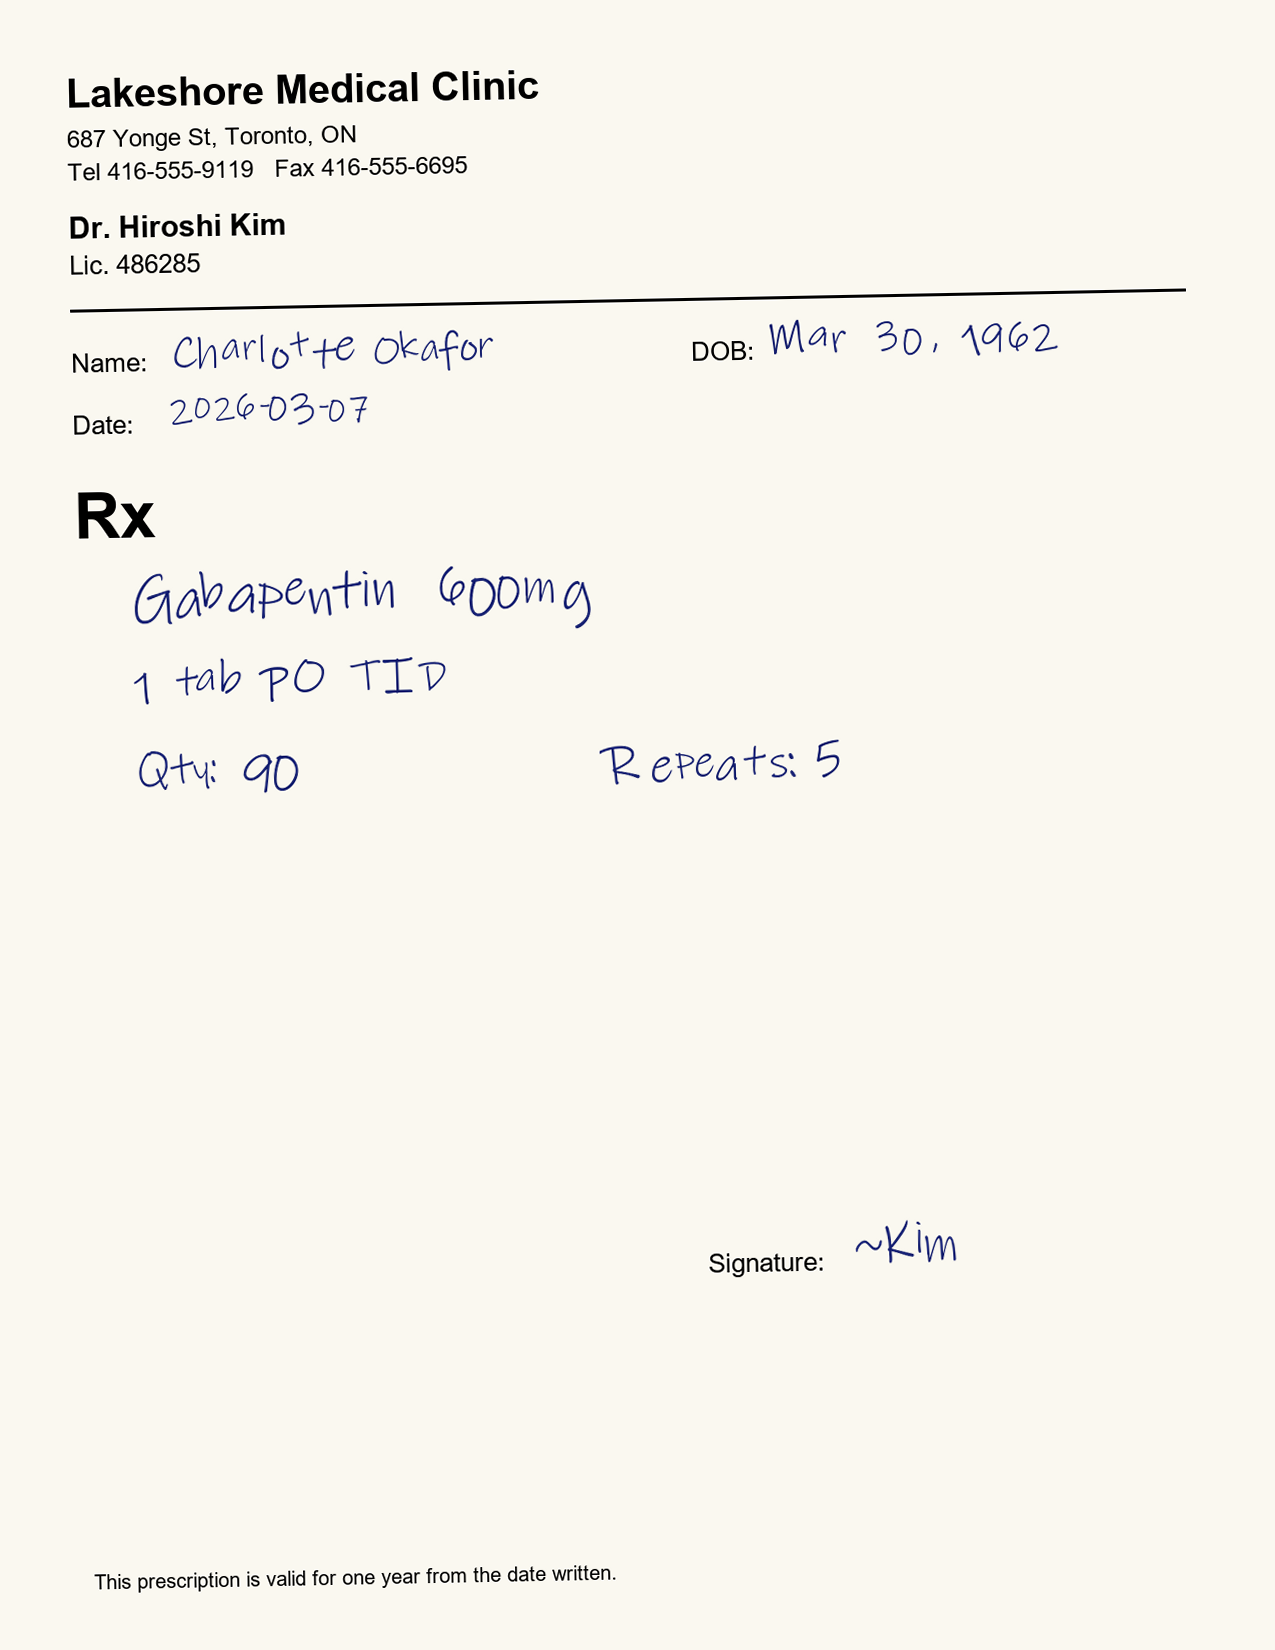 Lakeshore Medical Clinic
687 Yonge St, Toronto, ON
Tel 416-555-9119 Fax 416-555-6695
Dr. Hiroshi Kim
Lic. 486285
Name: Charlotte Okafor DOB: Mar 30, 1962
Date: 2026-03-07
Rx
Gabapentin 600mg
1 tab PO TID
Qty: 90 Repeats: 5
Signature: ~Kim
This prescription is valid for one year from the date written.